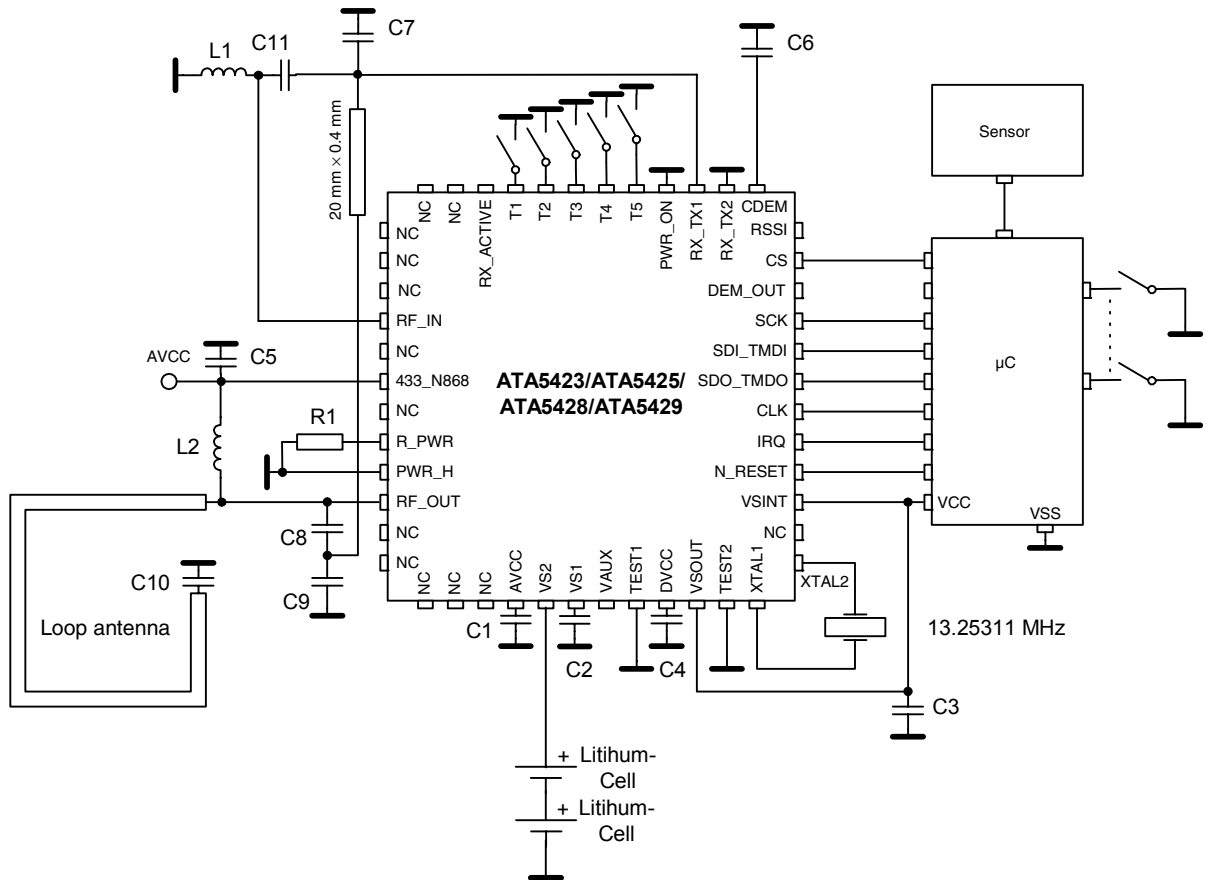 C7
C6
L1
C11
20 mm × 0.4 mm
Sensor
NC
NC
RX_ACTIVE
T1
T2
T3
T4
T5
PWR_ON
RX_TX1
RX_TX2
CDEM
NC
NC
NC
RF_IN
NC
433_N868
NC
R_PWR
PWR_H
RF_OUT
NC
NC
RSSI
CS
DEM_OUT
SCK
SDI_TMDI
SDO_TMDO
CLK
IRQ
N_RESET
VSINT
NC
XTAL2
ATA5423/ATA5425/
ATA5428/ATA5429
µC
VCC
VSS
AVCC
C5
L2
R1
C8
C9
C10
Loop antenna
NC
NC
NC
AVCC
VS2
VS1
VAUX
TEST1
DVCC
VSOUT
TEST2
XTAL1
C1
C2
C4
13.25311 MHz
C3
+ Litihum-
Cell
+ Litihum-
Cell